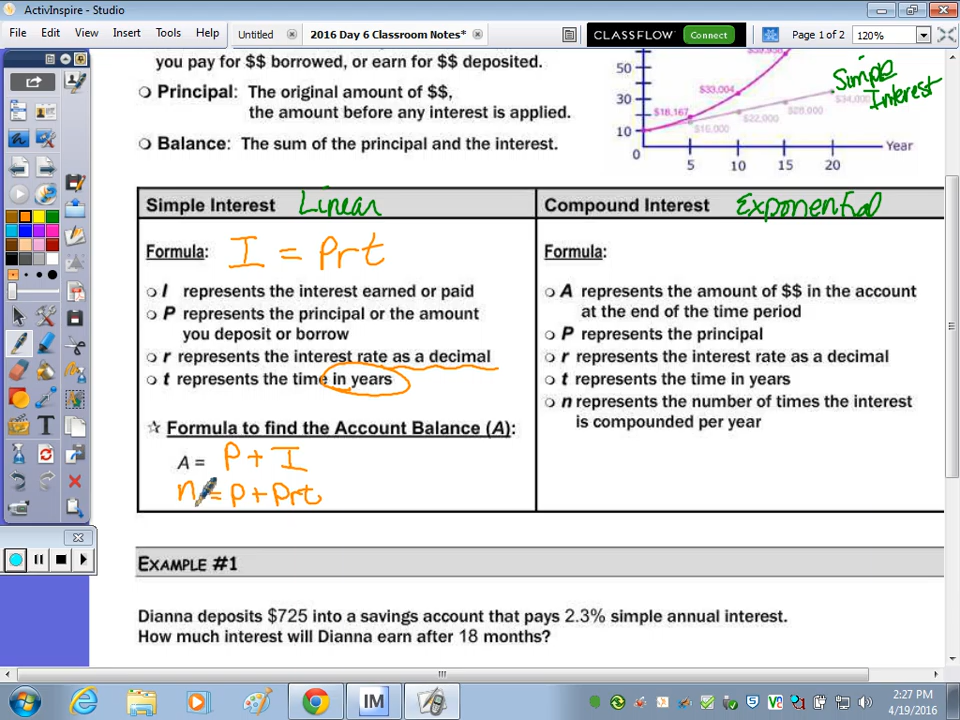 ActivInspire - Studio
File Edit View Insert Tools Help Untitled 2016 Day 6 Classroom Notes* CLASSFLOW Connect Page 1 of 2 120%
you pay for $$ borrowed, or earn for $$ deposited.
Principal: The original amount of $$,
the amount before any interest is applied.
Balance: The sum of the principal and the interest.
50
30
10
0
5 10 15 20
Year
$18,167
$33,004
$16,000
$22,000
$28,000
$34,000
Simple
Interest
Simple Interest Linear
Formula: I = Prt
I represents the interest earned or paid
P represents the principal or the amount
you deposit or borrow
r represents the interest rate as a decimal
t represents the time in years
Formula to find the Account Balance (A):
A = P + I
= P + Prt
Compound Interest Exponential
Formula:
A represents the amount of $$ in the account
at the end of the time period
P represents the principal
r represents the interest rate as a decimal
t represents the time in years
n represents the number of times the interest
is compounded per year
EXAMPLE #1
Dianna deposits $725 into a savings account that pays 2.3% simple annual interest.
How much interest will Dianna earn after 18 months?
IM
2:27 PM
4/19/2016